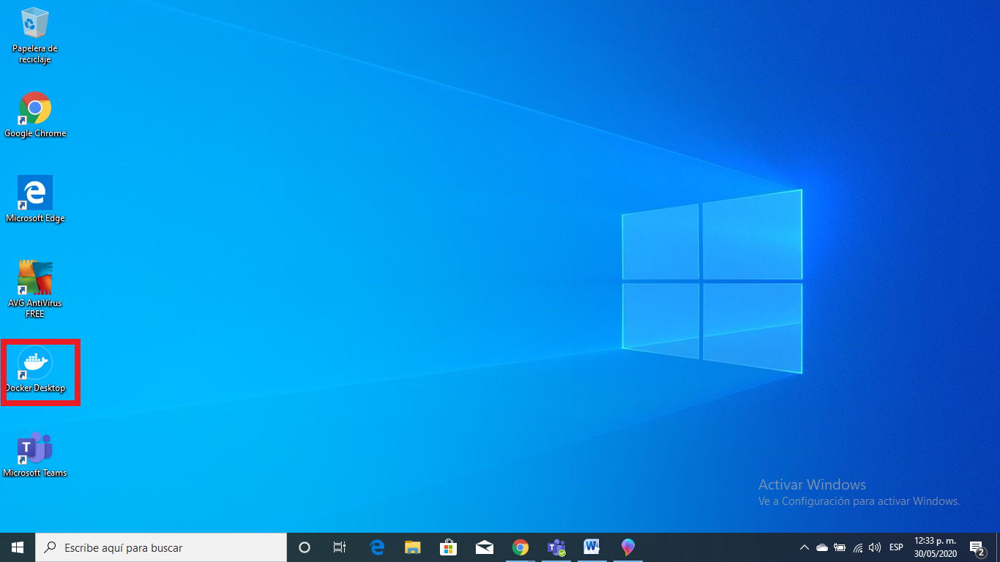 Papelera de
reciclaje
Google Chrome
Microsoft Edge
AVG AntiVirus
FREE
Docker Desktop
T
Microsoft Teams
Activar Windows
Ve a Configuración para activar Windows.
Escribe aquí para buscar
ESP
12:33 p. m.
30/05/2020
2